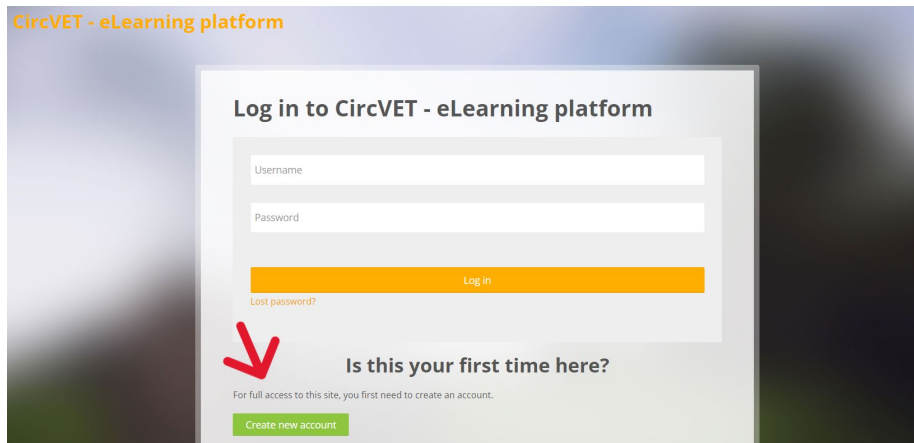 CircVET - eLearning platform
Log in to CircVET - eLearning platform
Username
Password
Log in
Lost password?
Is this your first time here?
For full access to this site, you first need to create an account.
Create new account